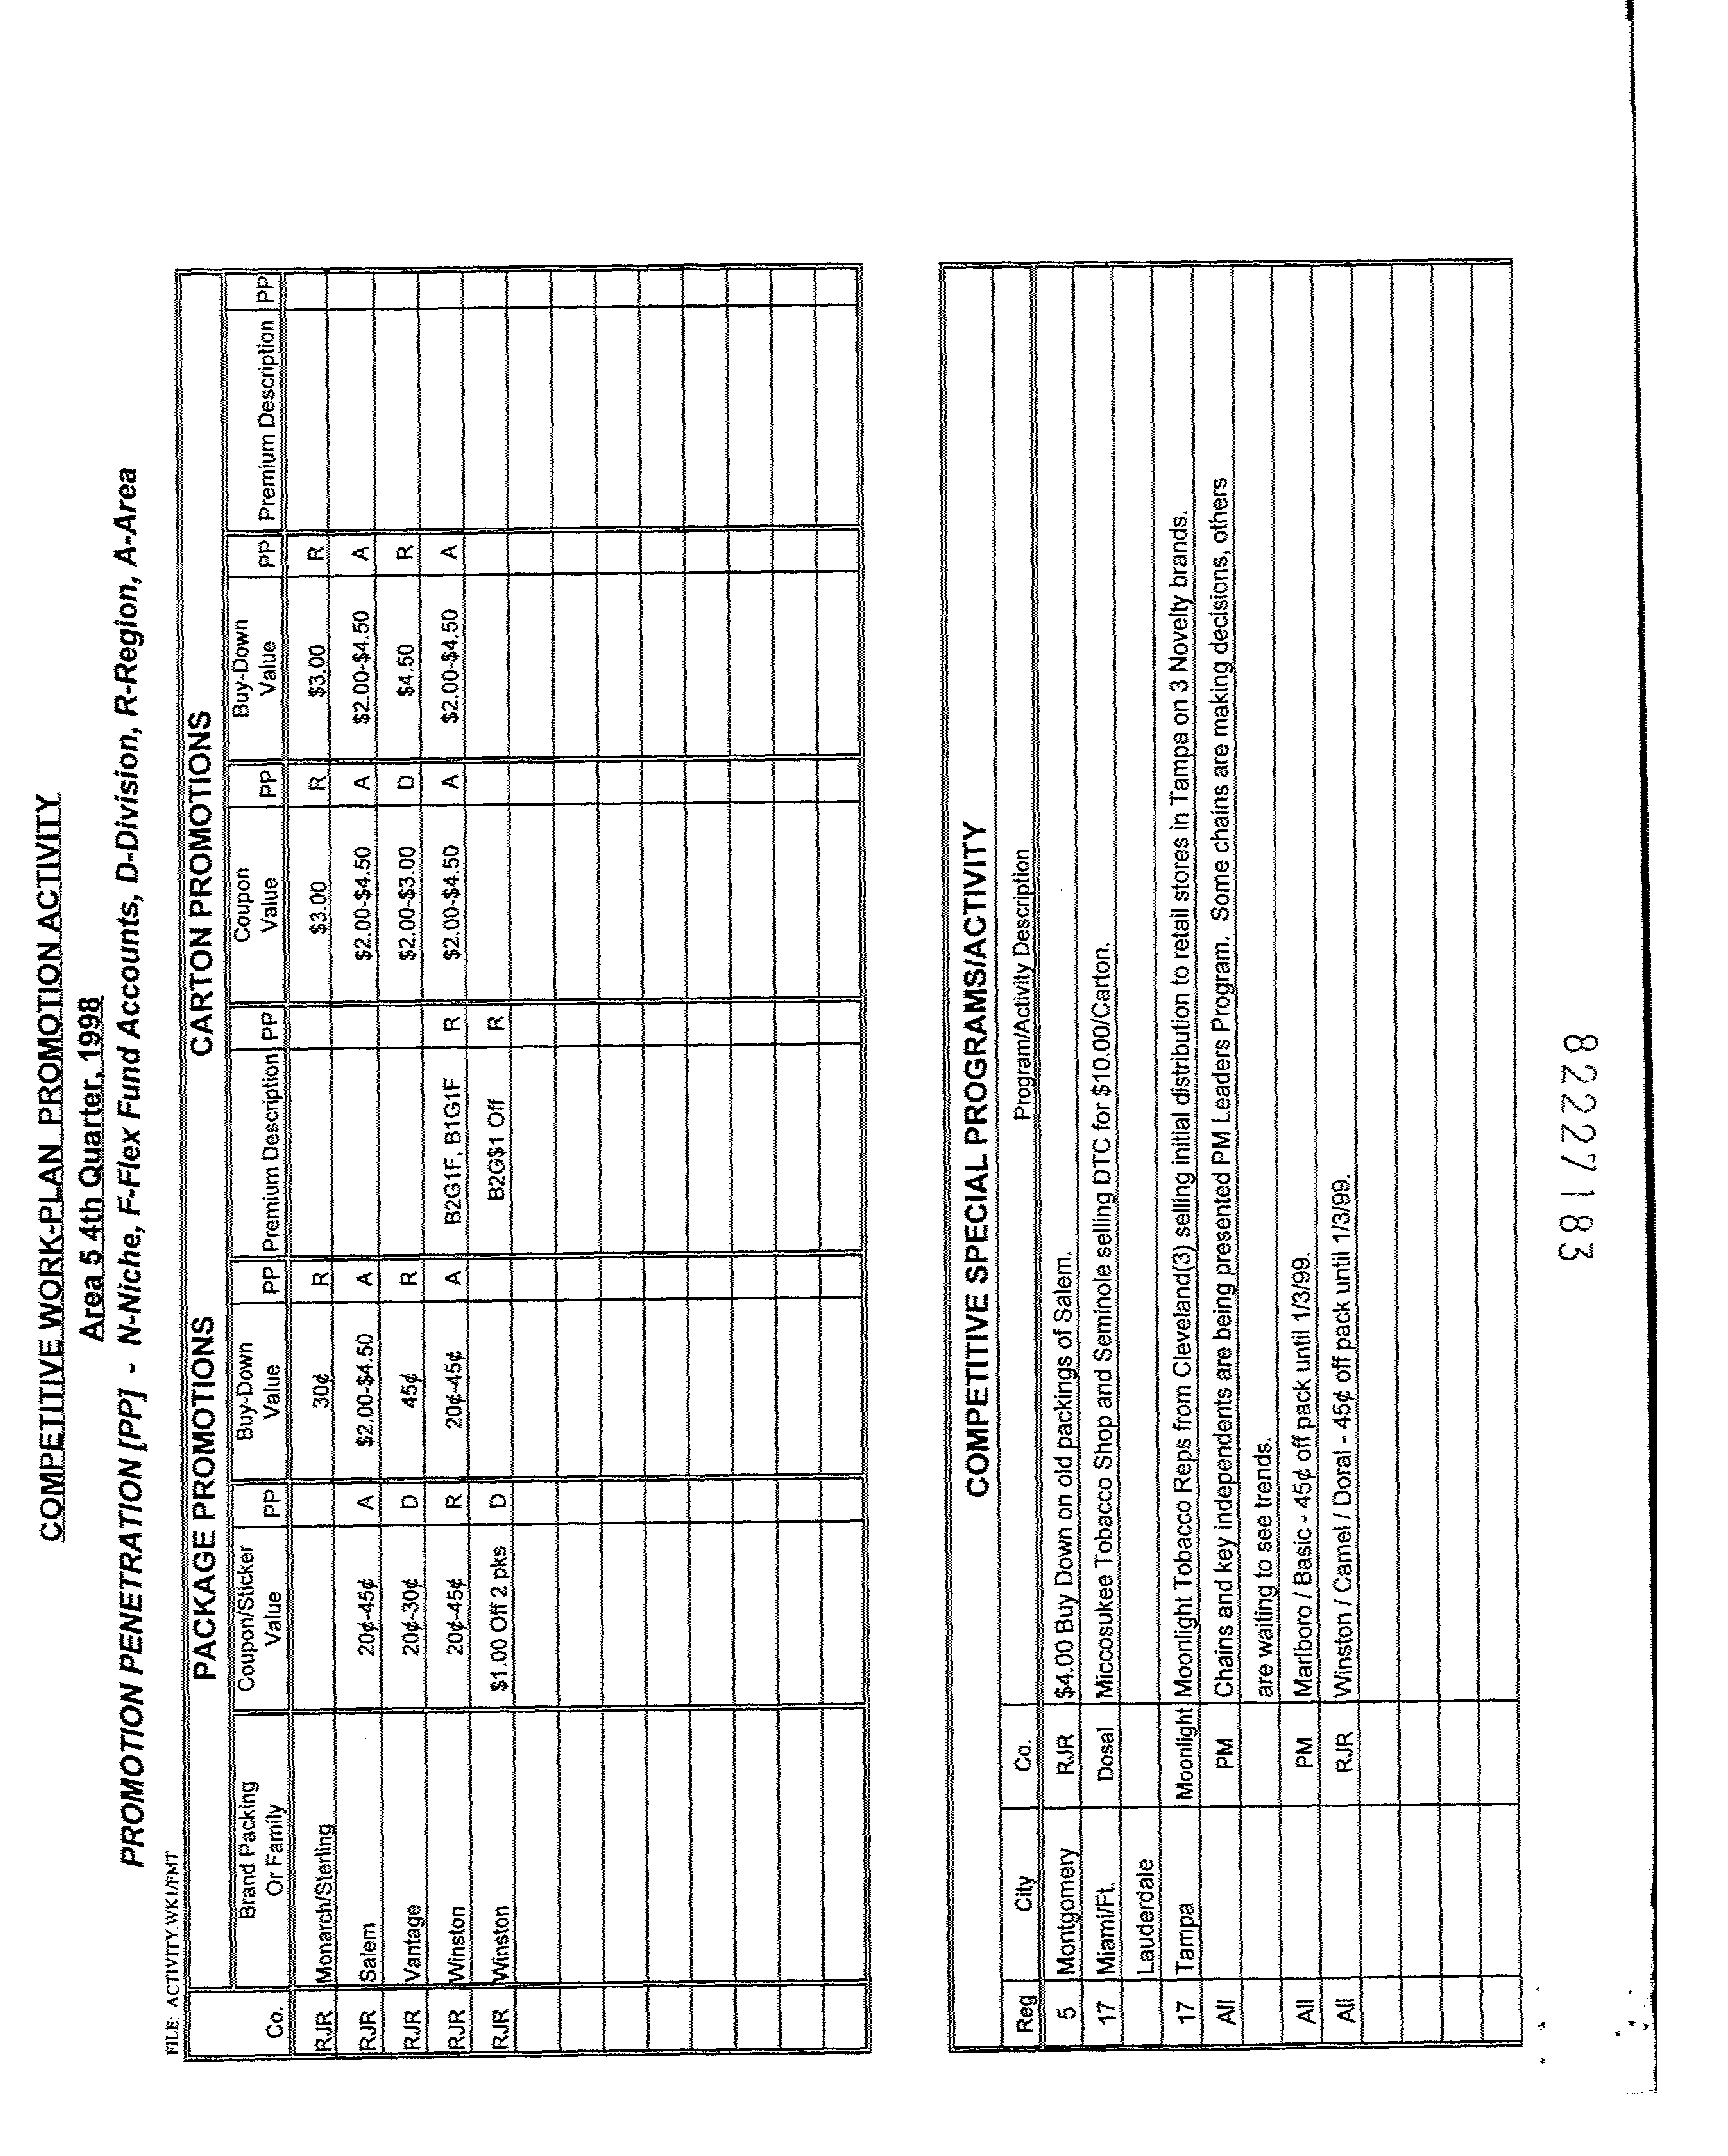 COMPETITIVE WORK-PLAN PROMOTION ACTIVITY
Area 5 4th Quarter, 1998
PROMOTION PENETRATION [PP] - N-Niche, F-Flex Fund Accounts, D-Division, R-Region, A-Area
FILE: ACTIVITY.WK1/FMT
PACKAGE PROMOTIONS CARTON PROMOTIONS
Co. Brand Packing Or Family Coupon/Sticker Value PP Buy-Down Value PP Premium Description PP Coupon Value PP Buy-Down Value PP Premium Description PP
RJR Monarch/Sterling 30¢ R $3.00 R $3.00 R
RJR Salem 20¢-45¢ A $2.00-$4.50 A $2.00-$4.50 A $2.00-$4.50 A
RJR Vantage 20¢-30¢ D 45¢ R $2.00-$3.00 D $4.50 R
RJR Winston 20¢-45¢ R 20¢-45¢ A B2G1F, B1G1F R $2.00-$4.50 A $2.00-$4.50 A
RJR Winston $1.00 Off 2 pks D B2G$1 Off R
COMPETITIVE SPECIAL PROGRAMS/ACTIVITY
Reg City Co. Program/Activity Description
5 Montgomery RJR $4.00 Buy Down on old packings of Salem.
17 Miami/Ft. Dosal Miccosukee Tobacco Shop and Seminole selling DTC for $10.00/Carton.
Lauderdale
17 Tampa Moonlight Moonlight Tobacco Reps from Cleveland(3) selling initial distribution to retail stores in Tampa on 3 Novelty brands.
All PM Chains and key independents are being presented PM Leaders Program. Some chains are making decisions, others
are waiting to see trends.
All PM Marlboro / Basic - 45¢ off pack until 1/3/99.
All RJR Winston / Camel / Doral - 45¢ off pack until 1/3/99.
82271 83